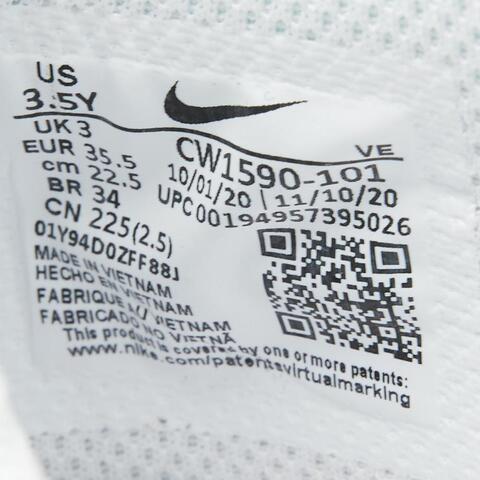 US
3.5Y
UK 3
EUR 35.5
cm 22.5
BR 34
CN 225(2.5)
01Y94D0ZFF88J
VE
CW1590-101
10/01/20 11/10/20
UPC 00194957395026
MADE IN VIETNAM
HECHO EN VIETNAM
FABRIQUE AU VIETNAM
FABRICADO NO VIETNÃ
This product is covered by one or more patents:
www.nike.com/patentsvirtualmarking